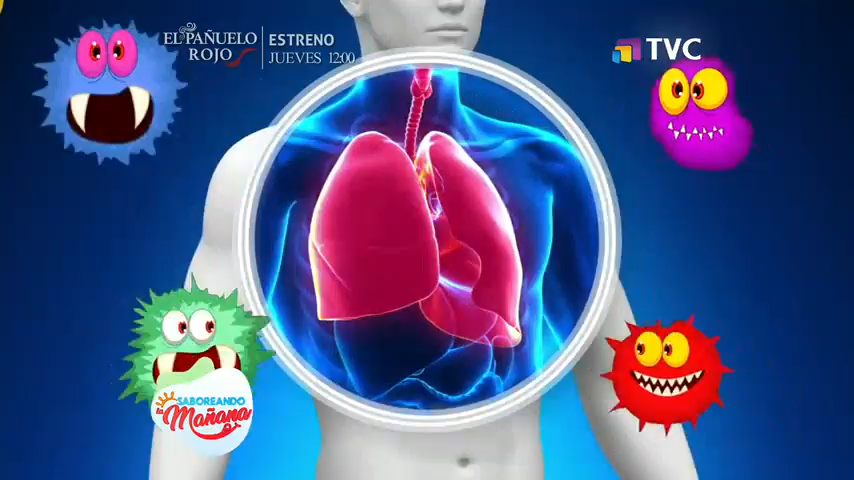 EL PAÑUELO
ROJO
ESTRENO
JUEVES 12:00
TVC
SABOREANDO
Mañana